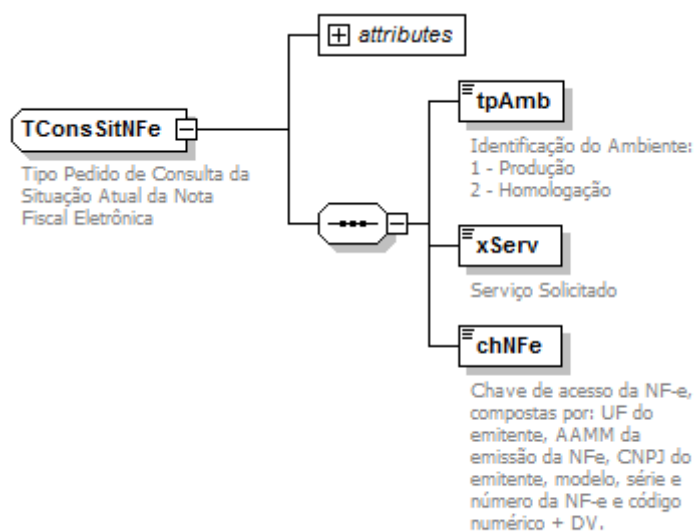 attributes
TConsSitNFe
Tipo Pedido de Consulta da
Situação Atual da Nota
Fiscal Eletrônica
tpAmb
Identificação do Ambiente:
1 - Produção
2 - Homologação
xServ
Serviço Solicitado
chNFe
Chave de acesso da NF-e,
compostas por: UF do
emitente, AAMM da
emissão da NFe, CNPJ do
emitente, modelo, série e
número da NF-e e código
numérico + DV.